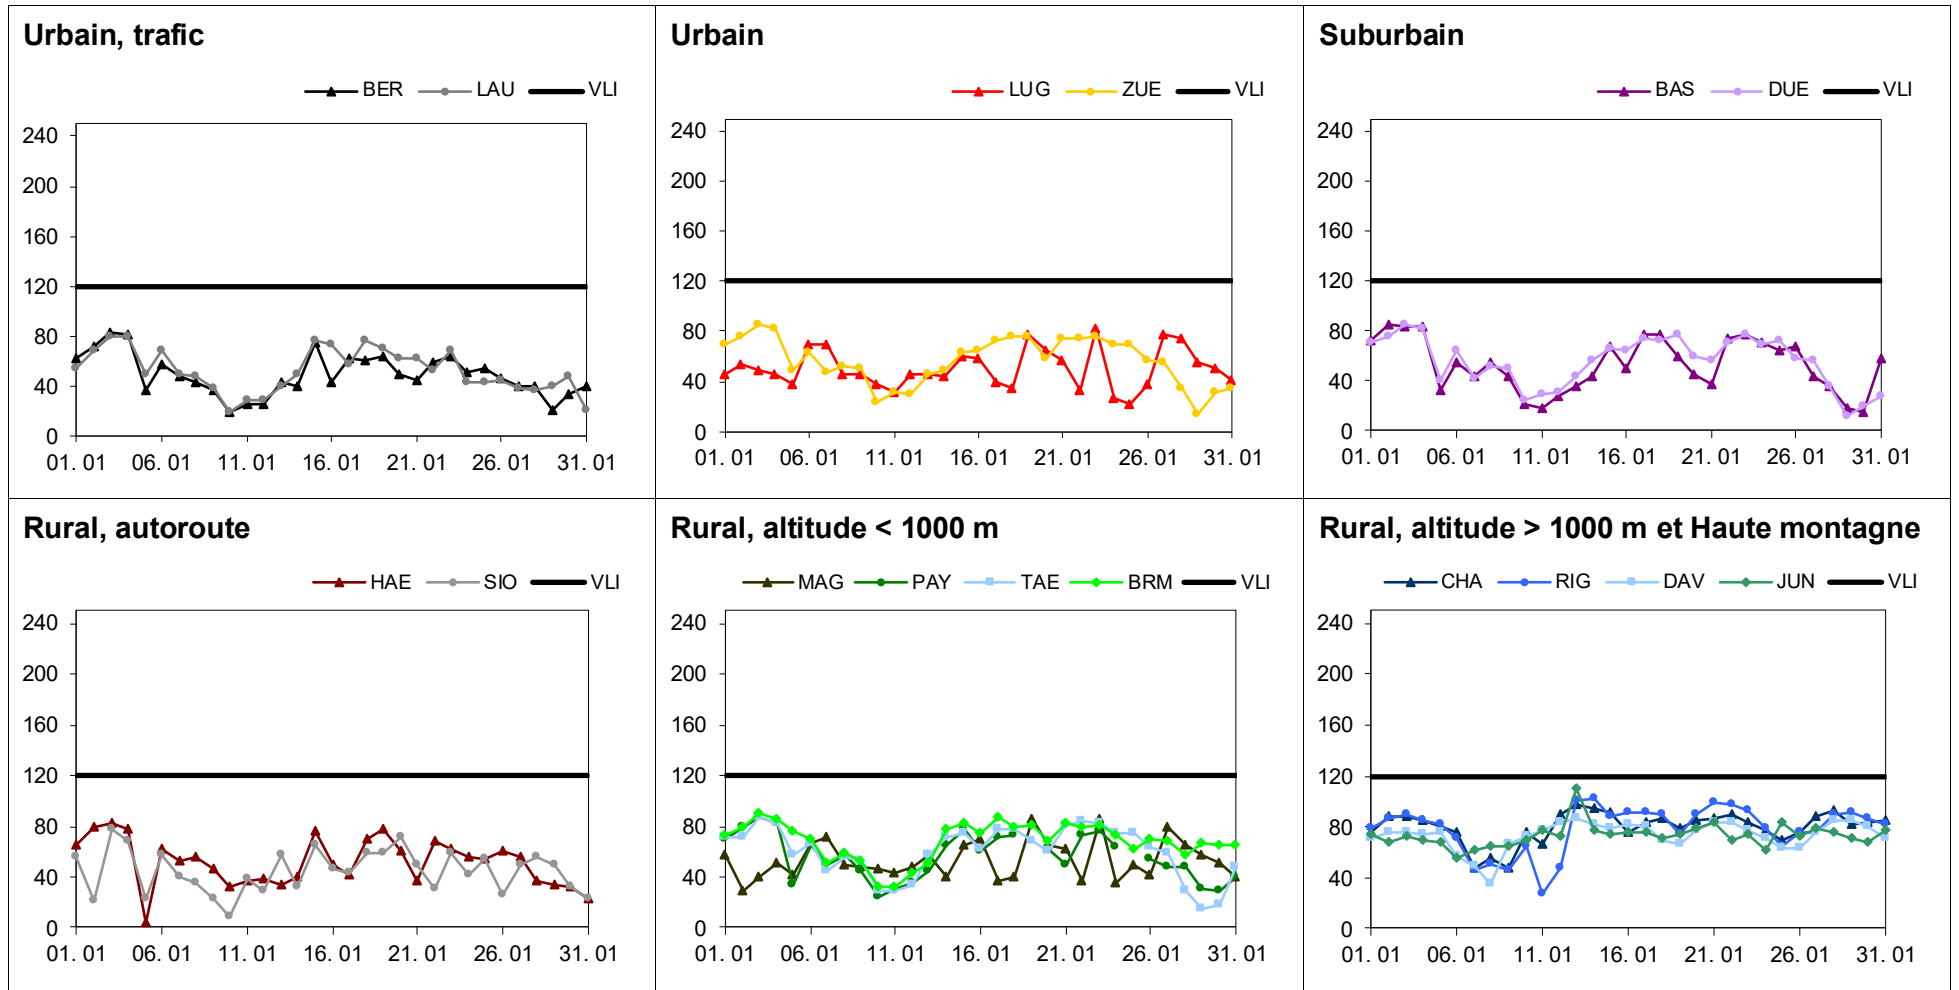 Urbain, trafic
BER LAU VLI
240
200
160
120
80
40
0
01. 01 06. 01 11. 01 16. 01 21. 01 26. 01 31. 01
Urbain
LUG ZUE VLI
240
200
160
120
80
40
0
01. 01 06. 01 11. 01 16. 01 21. 01 26. 01 31. 01
Suburbain
BAS DUE VLI
240
200
160
120
80
40
0
01. 01 06. 01 11. 01 16. 01 21. 01 26. 01 31. 01
Rural, autoroute
HAE SIO VLI
240
200
160
120
80
40
0
01. 01 06. 01 11. 01 16. 01 21. 01 26. 01 31. 01
Rural, altitude < 1000 m
MAG PAY TAE BRM VLI
240
200
160
120
80
40
0
01. 01 06. 01 11. 01 16. 01 21. 01 26. 01 31. 01
Rural, altitude > 1000 m et Haute montagne
CHA RIG DAV JUN VLI
240
200
160
120
80
40
0
01. 01 06. 01 11. 01 16. 01 21. 01 26. 01 31. 01